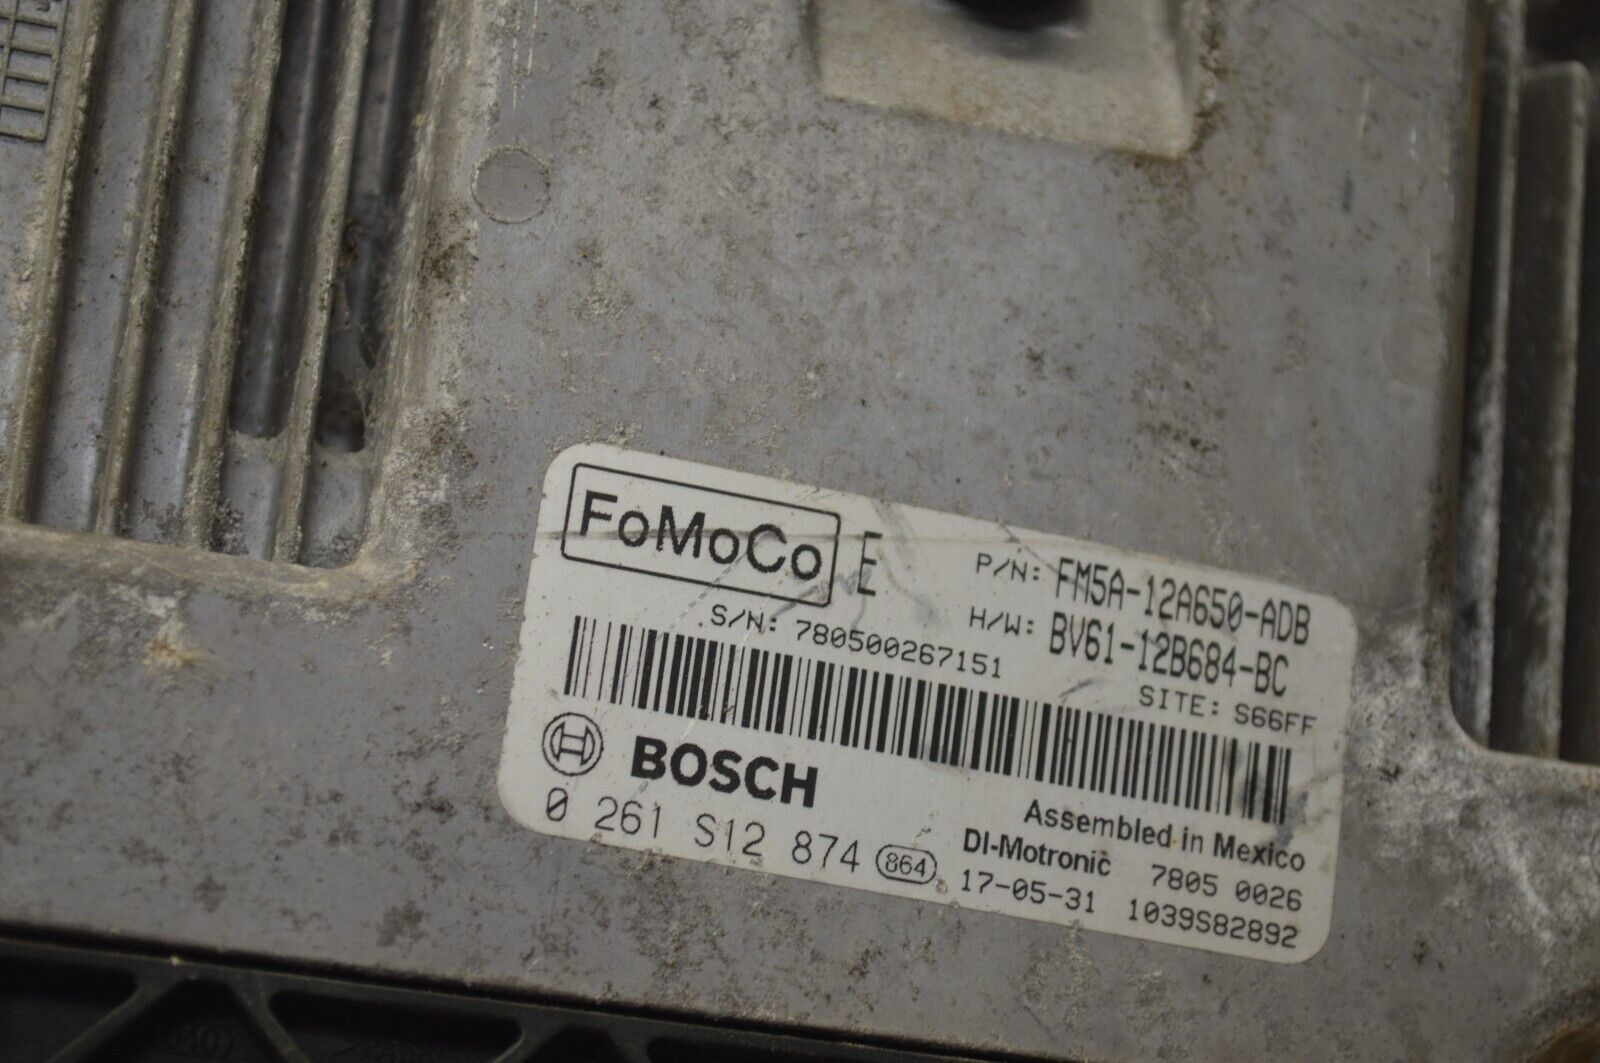 FoMoCo E
P/N: FM5A-12A650-ADB
H/W: BV61-12B684-BC
S/N: 780500267151
SITE: S66FF
BOSCH
0 261 S12 874 864
Assembled in Mexico
DI-Motronic 7805 0026
17-05-31 1039S82892